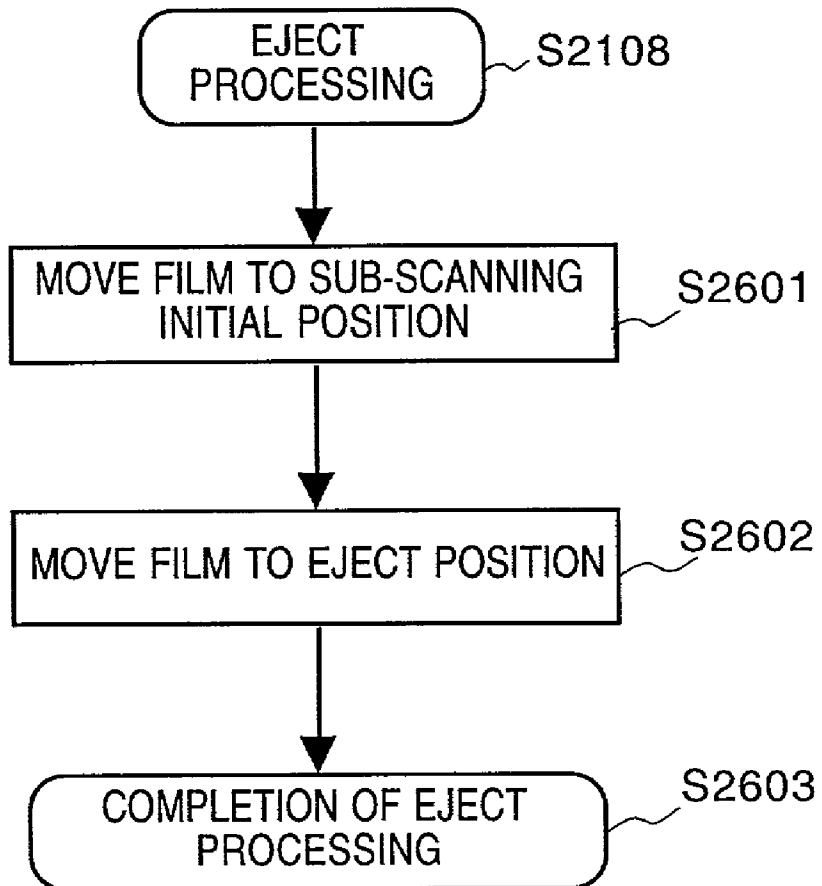 EJECT
PROCESSING
S2108
MOVE FILM TO SUB-SCANNING
INITIAL POSITION
S2601
MOVE FILM TO EJECT POSITION
S2602
COMPLETION OF EJECT
PROCESSING
S2603